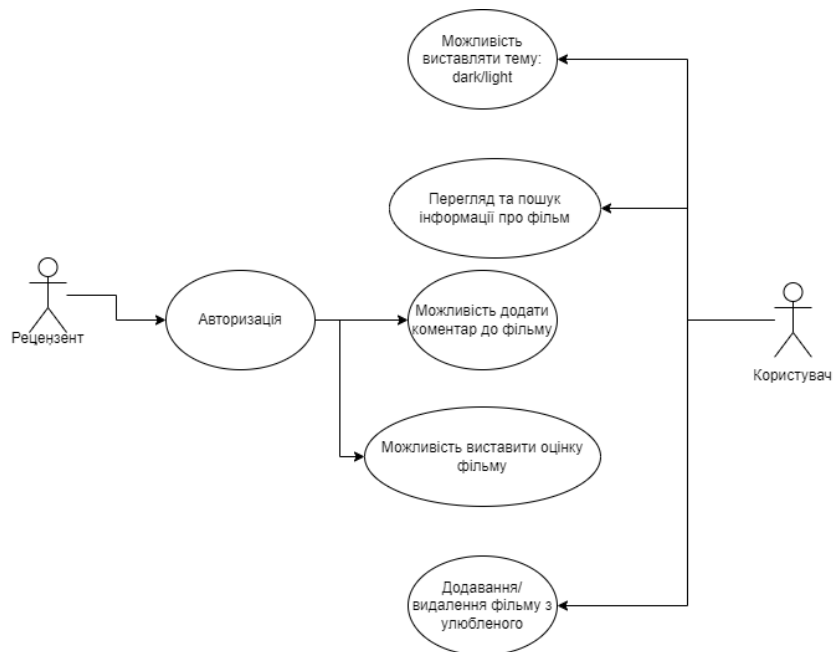 Можливість
виставляти тему:
dark/light
Перегляд та пошук
інформації про фільм
Рецензент
Авторизація
Можливість додати
коментар до фільму
Користувач
Можливість виставити оцінку
фільму
Додавання/
видалення фільму з
улюбленого